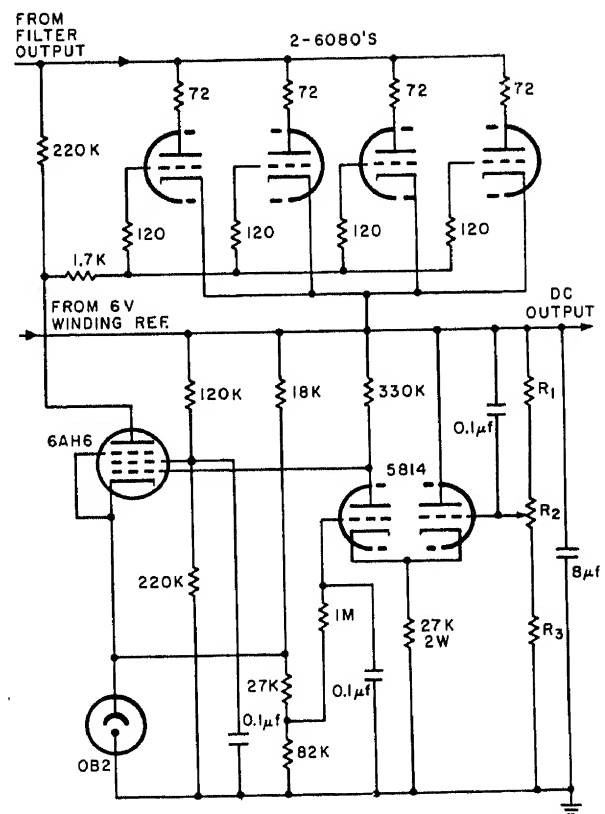 FROM
FILTER
OUTPUT
2-6080'S
72
72
72
72
220K
120
120
120
120
1.7K
FROM 6V
WINDING REF.
DC
OUTPUT
120K
18K
330K
R1
0.1μf
6AH6
5814
R2
8μf
220K
1M
27K
2W
R3
27K
0.1μf
0.1μf
82K
OB2